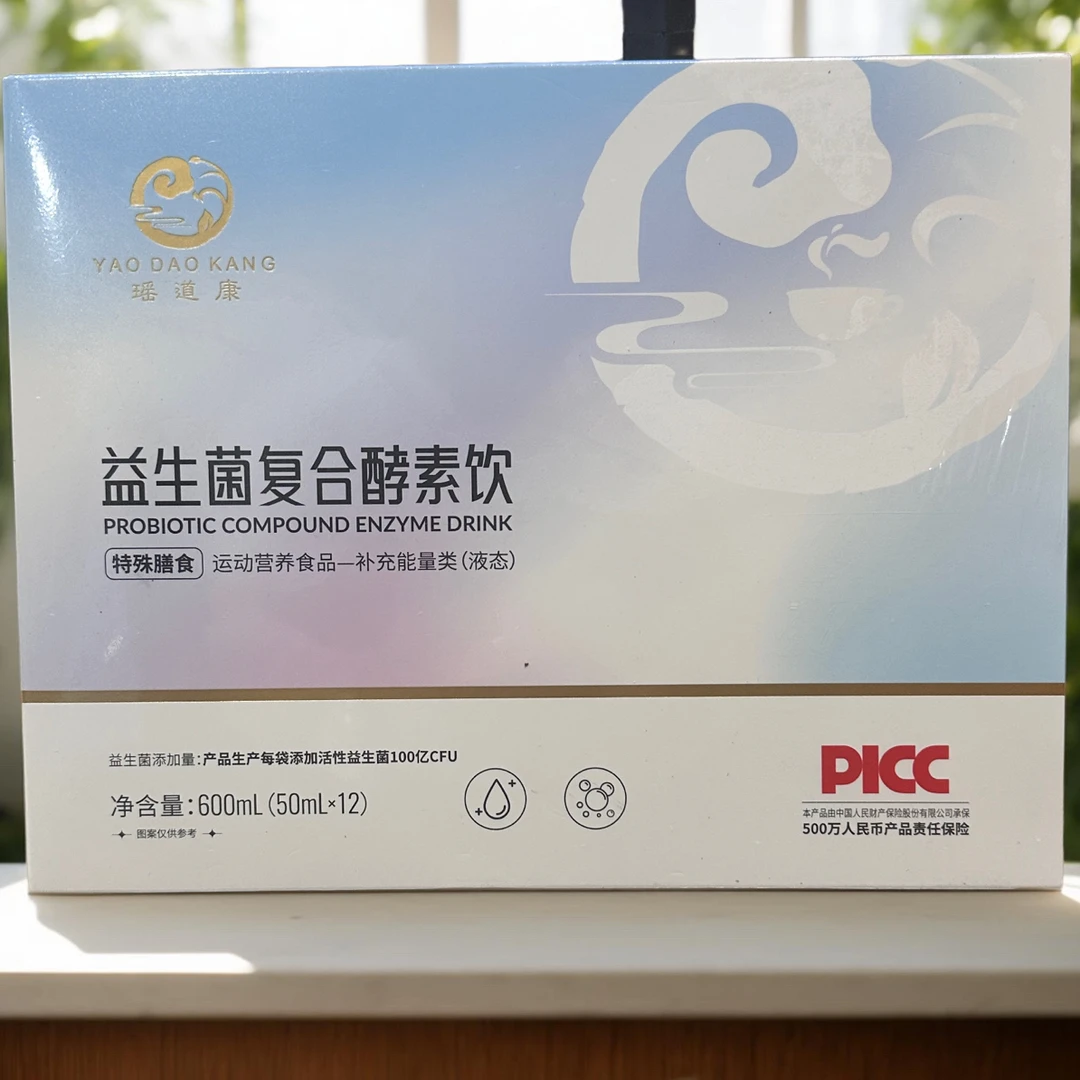 YAO DAO KANG
瑶道康
益生菌复合酵素饮
PROBIOTIC COMPOUND ENZYME DRINK
特殊膳食 运动营养食品—补充能量类(液态)
益生菌添加量:产品生产每袋添加活性益生菌100亿CFU
净含量:600mL(50mL×12)
图案仅供参考
PICC
本产品由中国人民财产保险股份有限公司承保
500万人民币产品责任保险